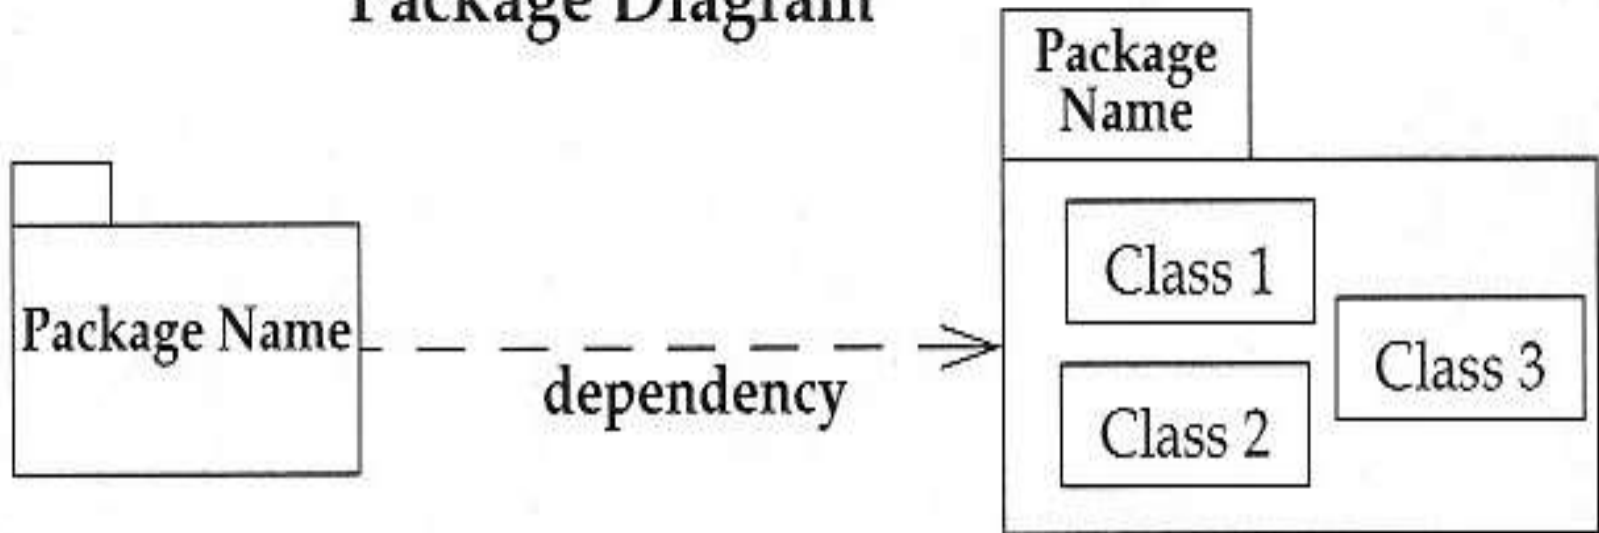 Package Diagram
Package
Name
Package Name
dependency
Class 1
Class 2
Class 3